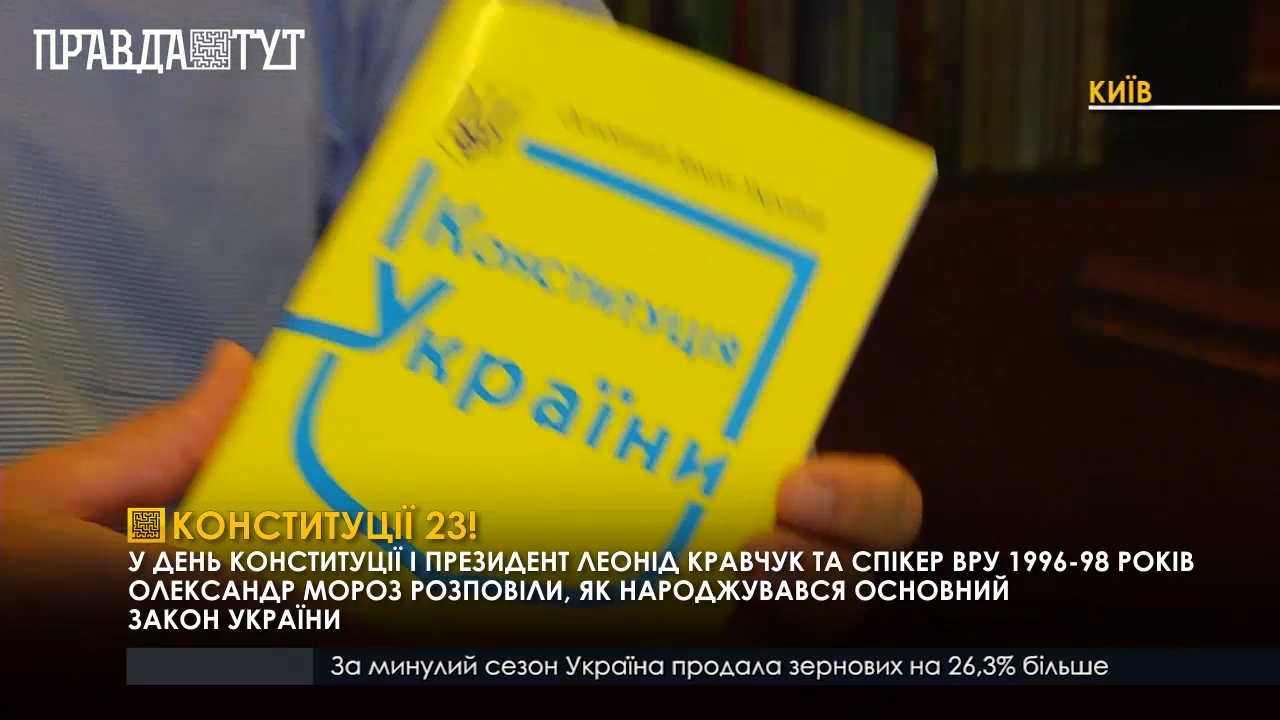 ПРАВДА ТУТ
КИЇВ
Конституція
України
КОНСТИТУЦІЇ 23!
У ДЕНЬ КОНСТИТУЦІЇ І ПРЕЗИДЕНТ ЛЕОНІД КРАВЧУК ТА СПІКЕР ВРУ 1996-98 РОКІВ
ОЛЕКСАНДР МОРОЗ РОЗПОВІЛИ, ЯК НАРОДЖУВАВСЯ ОСНОВНИЙ
ЗАКОН УКРАЇНИ
За минулий сезон Україна продала зернових на 26,3% більше